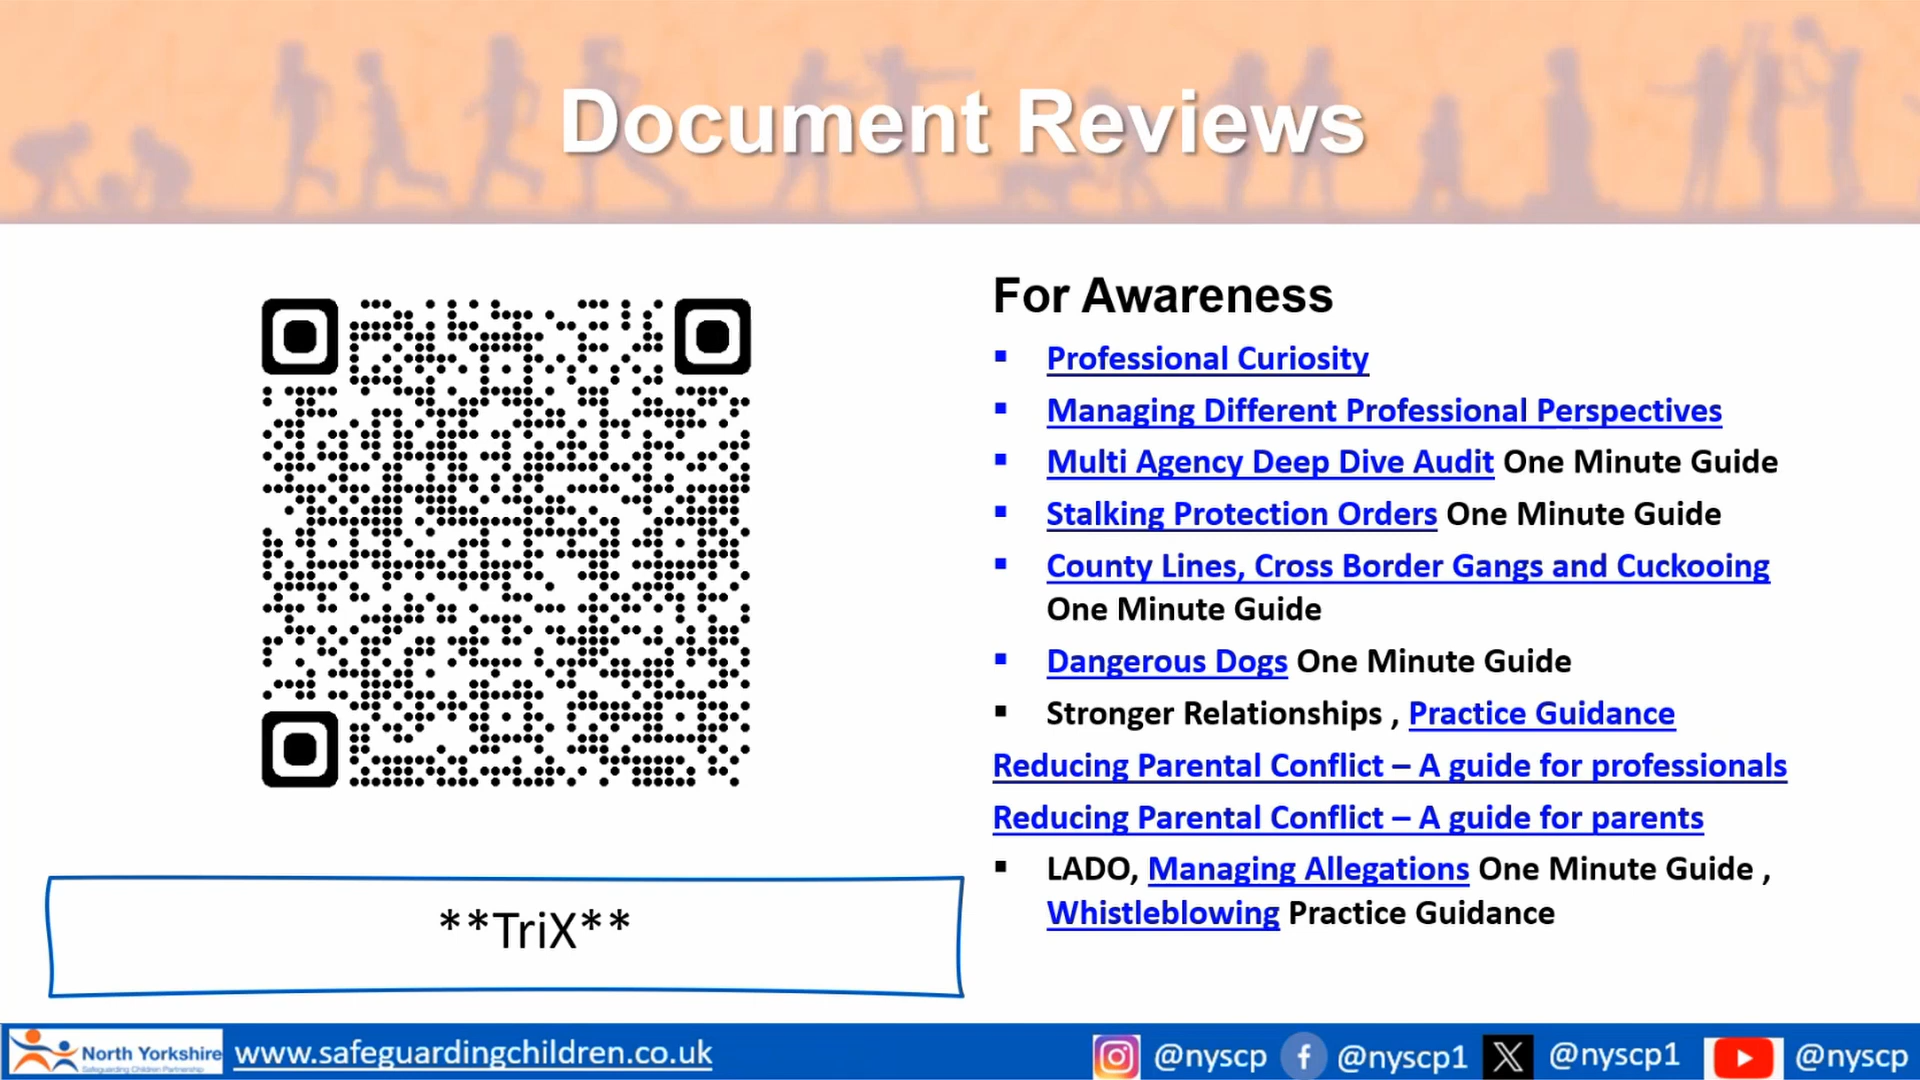 Document Reviews
For Awareness
Professional Curiosity
Managing Different Professional Perspectives
Multi Agency Deep Dive Audit One Minute Guide
Stalking Protection Orders One Minute Guide
County Lines, Cross Border Gangs and Cuckooing
One Minute Guide
Dangerous Dogs One Minute Guide
Stronger Relationships , Practice Guidance
Reducing Parental Conflict – A guide for professionals
Reducing Parental Conflict – A guide for parents
LADO, Managing Allegations One Minute Guide ,
Whistleblowing Practice Guidance
**TriX**
North Yorkshire
Safeguarding Children Partnership
www.safeguardingchildren.co.uk
@nyscp
@nyscp1
@nyscp1
@nyscp